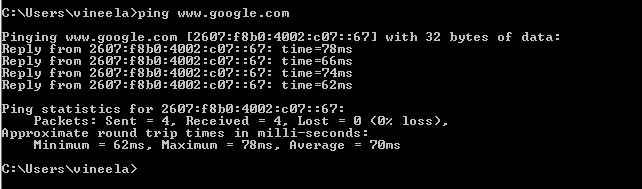 C:\Users\vineela>ping www.google.com
Pinging www.google.com [2607:f8b0:4002:c07::67] with 32 bytes of data:
Reply from 2607:f8b0:4002:c07::67: time=78ms
Reply from 2607:f8b0:4002:c07::67: time=66ms
Reply from 2607:f8b0:4002:c07::67: time=74ms
Reply from 2607:f8b0:4002:c07::67: time=62ms
Ping statistics for 2607:f8b0:4002:c07::67:
    Packets: Sent = 4, Received = 4, Lost = 0 (0% loss),
Approximate round trip times in milli-seconds:
    Minimum = 62ms, Maximum = 78ms, Average = 70ms
C:\Users\vineela>